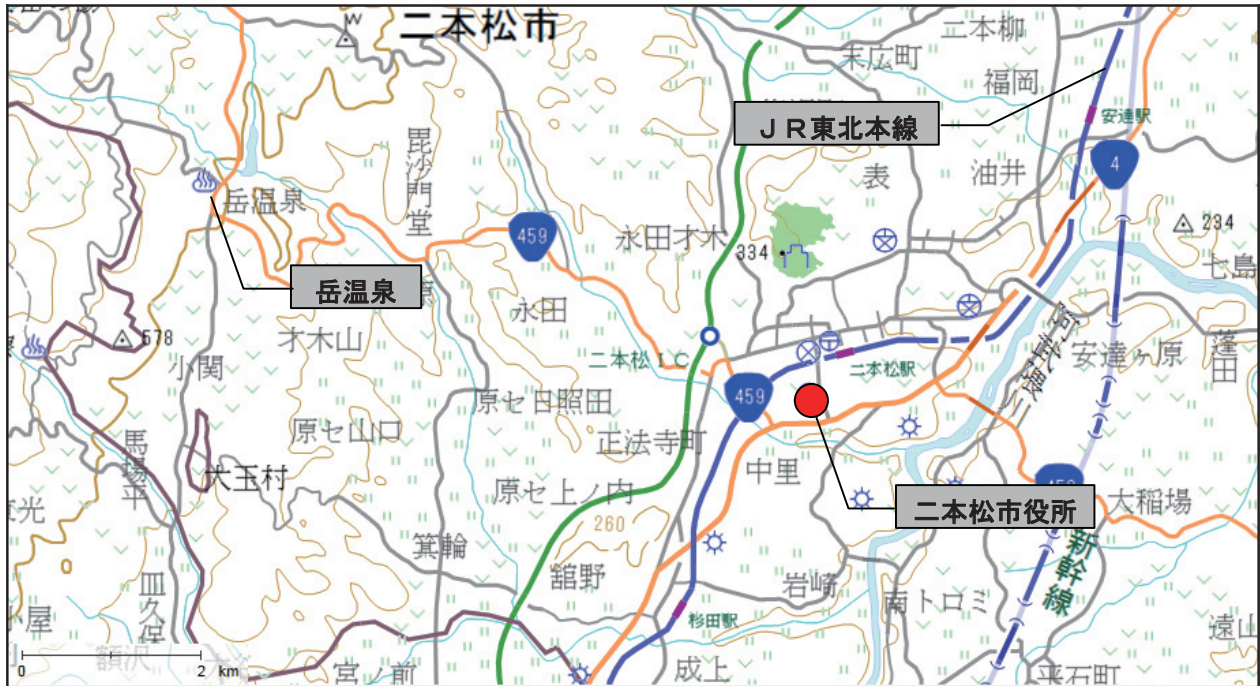 二本松市
二本柳
末広町
福岡
ＪＲ東北本線
安達駅
4
表
油井
毘沙門堂
岳温泉
459
永田才木
334
234
七島
岳温泉
永田
578
才木山
小関
二本松IC
二本松駅
安達ヶ原
蓬田
459
原セ日照田
原セ山口
正法寺町
馬場平
大玉村
中里
原セ上ノ内
二本松市役所
大稲場
260
新幹線
箕輪
舘野
岩崎
南トロミ
杉田駅
皿久保
遠山
額沢
0 2 km
宮ノ前
成上
平石町